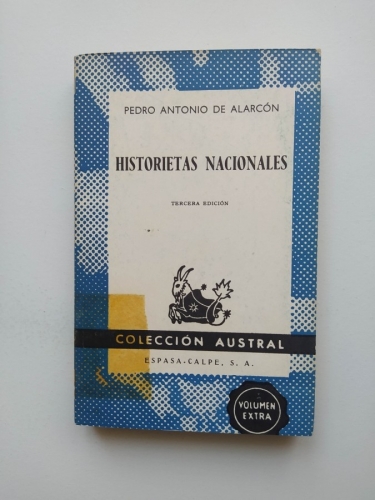 PEDRO ANTONIO DE ALARCÓN
HISTORIETAS NACIONALES
TERCERA EDICIÓN
COLECCIÓN AUSTRAL
ESPASA-CALPE, S. A.
VOLUMEN
EXTRA